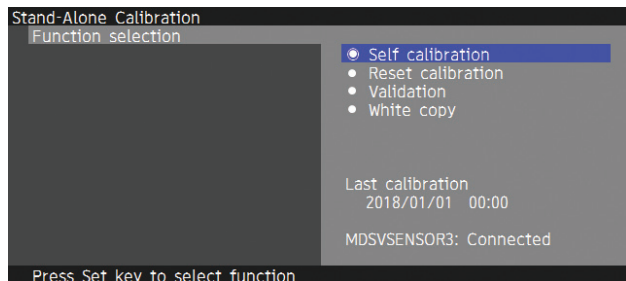 Stand-Alone Calibration
Function selection
Self calibration
Reset calibration
Validation
White copy
Last calibration
2018/01/01 00:00
MDSVSENSOR3: Connected
Press Set key to select function